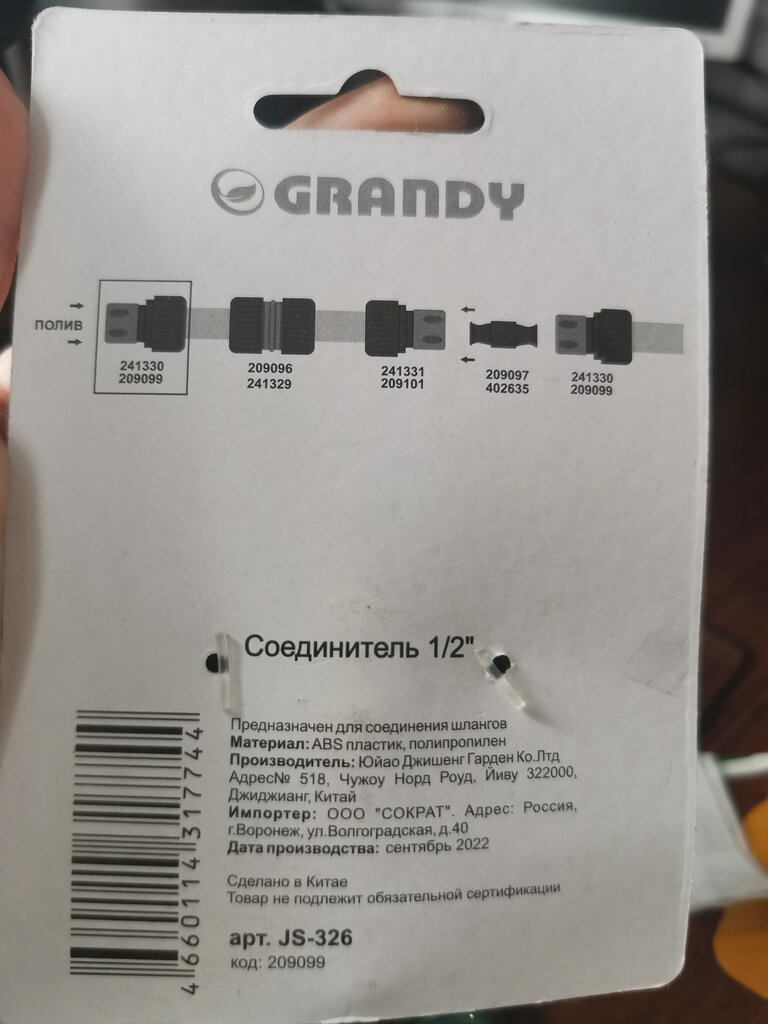 GRANDY
ПОЛИВ
241330
209099
209096
241329
241331
209101
209097
402635
241330
209099
Соединитель 1/2"
Предназначен для соединения шлангов
Материал: ABS пластик, полипропилен
Производитель: Юйао Джишенг Гарден Ко.Лтд
Адрес№ 518, Чужоу Норд Роуд, Йиву 322000,
Джиджианг, Китай
Импортер: ООО "СОКРАТ". Адрес: Россия,
г.Воронеж, ул.Волгоградская, д.40
Дата производства: сентябрь 2022
Сделано в Китае
Товар не подлежит обязательной сертификации
арт. JS-326
код: 209099
4 660114 317744